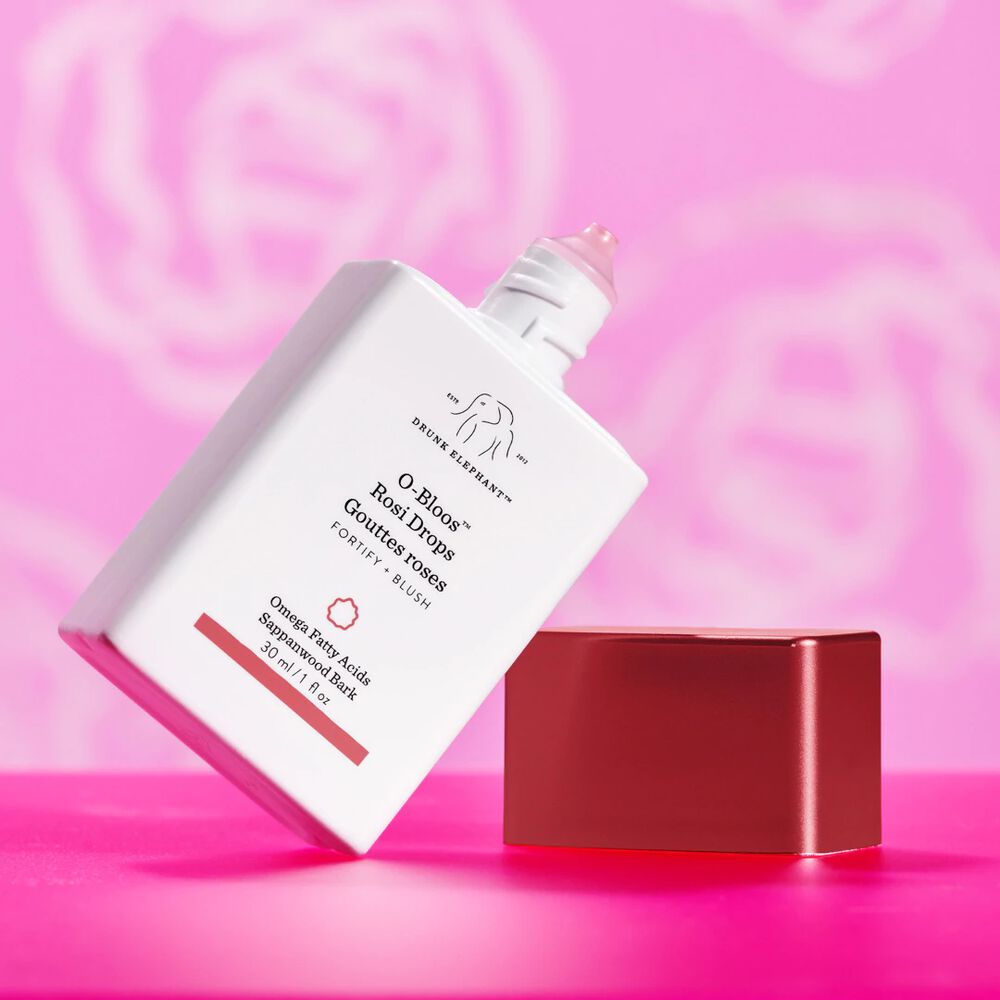 ESTD. 2012
DRUNK ELEPHANT™
O-Bloos™
Rosi Drops
Gouttes roses
FORTIFY + BLUSH
Omega Fatty Acids
Sappanwood Bark
30 ml / 1 fl oz